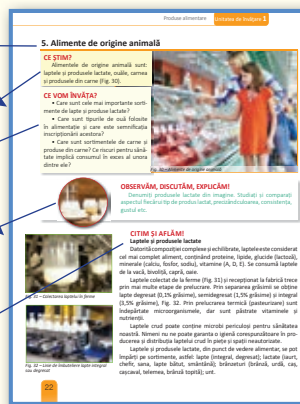 Produse alimentare Unitatea de învățare 1
5. Alimente de origine animală
CE ȘTIM?
Alimentele de origine animală sunt:
laptele și produsele lactate, ouăle, carnea
și produsele din carne (Fig. 30).
CE VOM ÎNVĂȚA?
• Care sunt cele mai importante sorti-
mente de lapte și produse lactate?
• Care sunt tipurile de ouă folosite
în alimentație și care este semnificația
inscripționării acestora?
• Care sunt sortimentele de carne și
produse din carne? Ce riscuri pentru sănă-
tate implică consumul în exces al unora
dintre ele?
Fig. 30 – Alimente de origine animală
OBSERVĂM, DISCUTĂM, EXPLICĂM!
Denumiți produsele lactate din imagine. Studiați și comparați
aspectul fiecărui tip de produs lactat, precizând culoarea, consistența,
gustul etc.
CITIM ȘI AFLĂM!
Laptele și produsele lactate
Datorită compoziției complexe și echilibrate, laptele este considerat
cel mai complet aliment, conținând proteine, lipide, glucide (lactoză),
minerale (calciu, fosfor, sodiu), vitamine (A, D, E). Se consumă laptele
de la vacă, bivoliță, capră, oaie.
Laptele colectat de la ferme (Fig. 31) și recepționat la fabrică trece
prin mai multe etape de prelucrare. Prin separarea grăsimii se obține
lapte degresat (0,1% grăsime), semidegresat (1,5% grăsime) și integral
(3,5% grăsime), Fig. 32. Prin prelucrarea termică (pasteurizare) sunt
îndepărtate microorganismele, dar sunt păstrate vitaminele și
nutrienții.
Laptele crud poate conține microbi periculoși pentru sănătatea
noastră. Nimeni nu ne poate garanta o igienă corespunzătoare în pro-
ducerea și distribuția laptelui crud în piețe și spații neautorizate.
Laptele și produsele lactate, din punct de vedere alimentar, se pot
împărți pe sortimente, astfel: lapte (integral, degresat); lactate (iaurt,
chefir, sana, lapte bătut, smântână); brânzeturi (brânză, urdă, caș,
cașcaval, telemea, brânză topită); unt.
Fig. 31 – Colectarea laptelui în ferme
Fig. 32 – Linie de îmbuteliere lapte integral
sau degresat
22